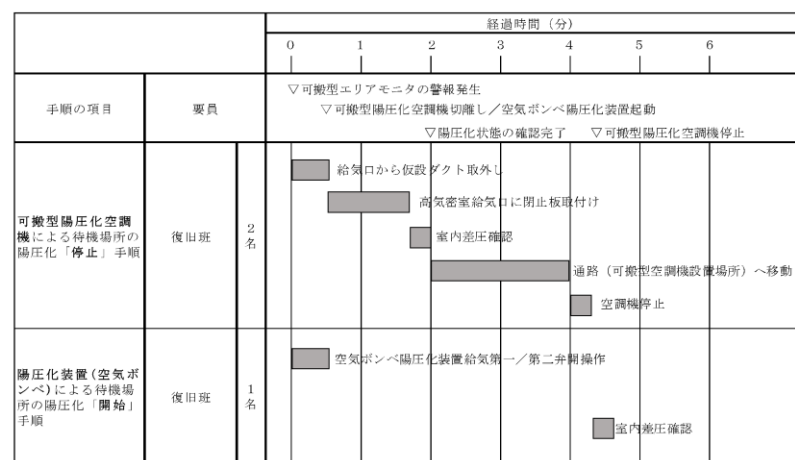 経過時間（分）
0 1 2 3 4 5 6
手順の項目
要員
▽可搬型エリアモニタの警報発生
▽可搬型陽圧化空調機切離し／空気ボンベ陽圧化装置起動
▽陽圧化状態の確認完了
▽可搬型陽圧化空調機停止
可搬型陽圧化空調
機による待機場所の
陽圧化「停止」手順
復旧班
2
名
給気口から仮設ダクト取外し
高気密室給気口に閉止板取付け
室内差圧確認
通路（可搬型空調機設置場所）へ移動
空調機停止
陽圧化装置(空気ボ
ンベ)による待機場
所の陽圧化「開始」
手順
復旧班
1
名
空気ボンベ陽圧化装置給気第一／第二弁開操作
室内差圧確認